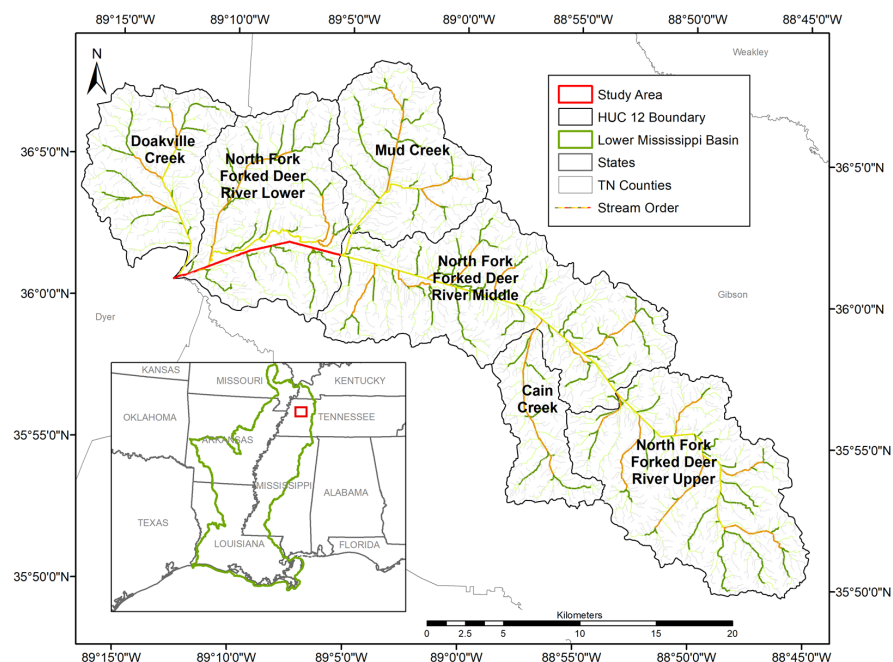 89°15'0"W
89°10'0"W
89°5'0"W
89°0'0"W
88°55'0"W
88°50'0"W
88°45'0"W
N
Weakley
Study Area
HUC 12 Boundary
Lower Mississippi Basin
States
TN Counties
Stream Order
Doakville
Creek
North Fork
Forked Deer
River Lower
Mud Creek
36°5'0"N
36°5'0"N
North Fork
Forked Deer
River Middle
36°0'0"N
36°0'0"N
Dyer
Gibson
KANSAS
MISSOURI
KENTUCKY
OKLAHOMA
TENNESSEE
ARKANSAS
MISSISSIPPI
ALABAMA
TEXAS
LOUISIANA
FLORIDA
Cain
Creek
35°55'0"N
35°55'0"N
North Fork
Forked Deer
River Upper
35°50'0"N
35°50'0"N
Kilometers
0 2.5 5 10 15 20
89°15'0"W
89°10'0"W
89°5'0"W
89°0'0"W
88°55'0"W
88°50'0"W
88°45'0"W